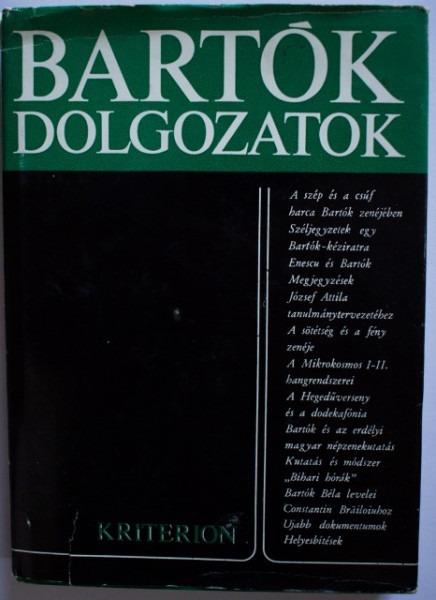 BARTÓK
DOLGOZATOK
A szép és a csúf
harca Bartók zenéjében
Széljegyzetek egy
Bartók-kéziratra
Enescu és Bartók
Megjegyzések
József Attila
tanulmánytervezetéhez
A sötétség és a fény
zenéje
A Mikrokosmos I-II.
hangrendszerei
A Hegedűverseny
és a dodekafónia
Bartók és az erdélyi
magyar népzenekutatás
Kutatás és módszer
„Bihari hórák"
Bartók Béla levelei
Constantin Brăiloiuhoz
Ujabb dokumentumok
Helyesbítések
KRITERION